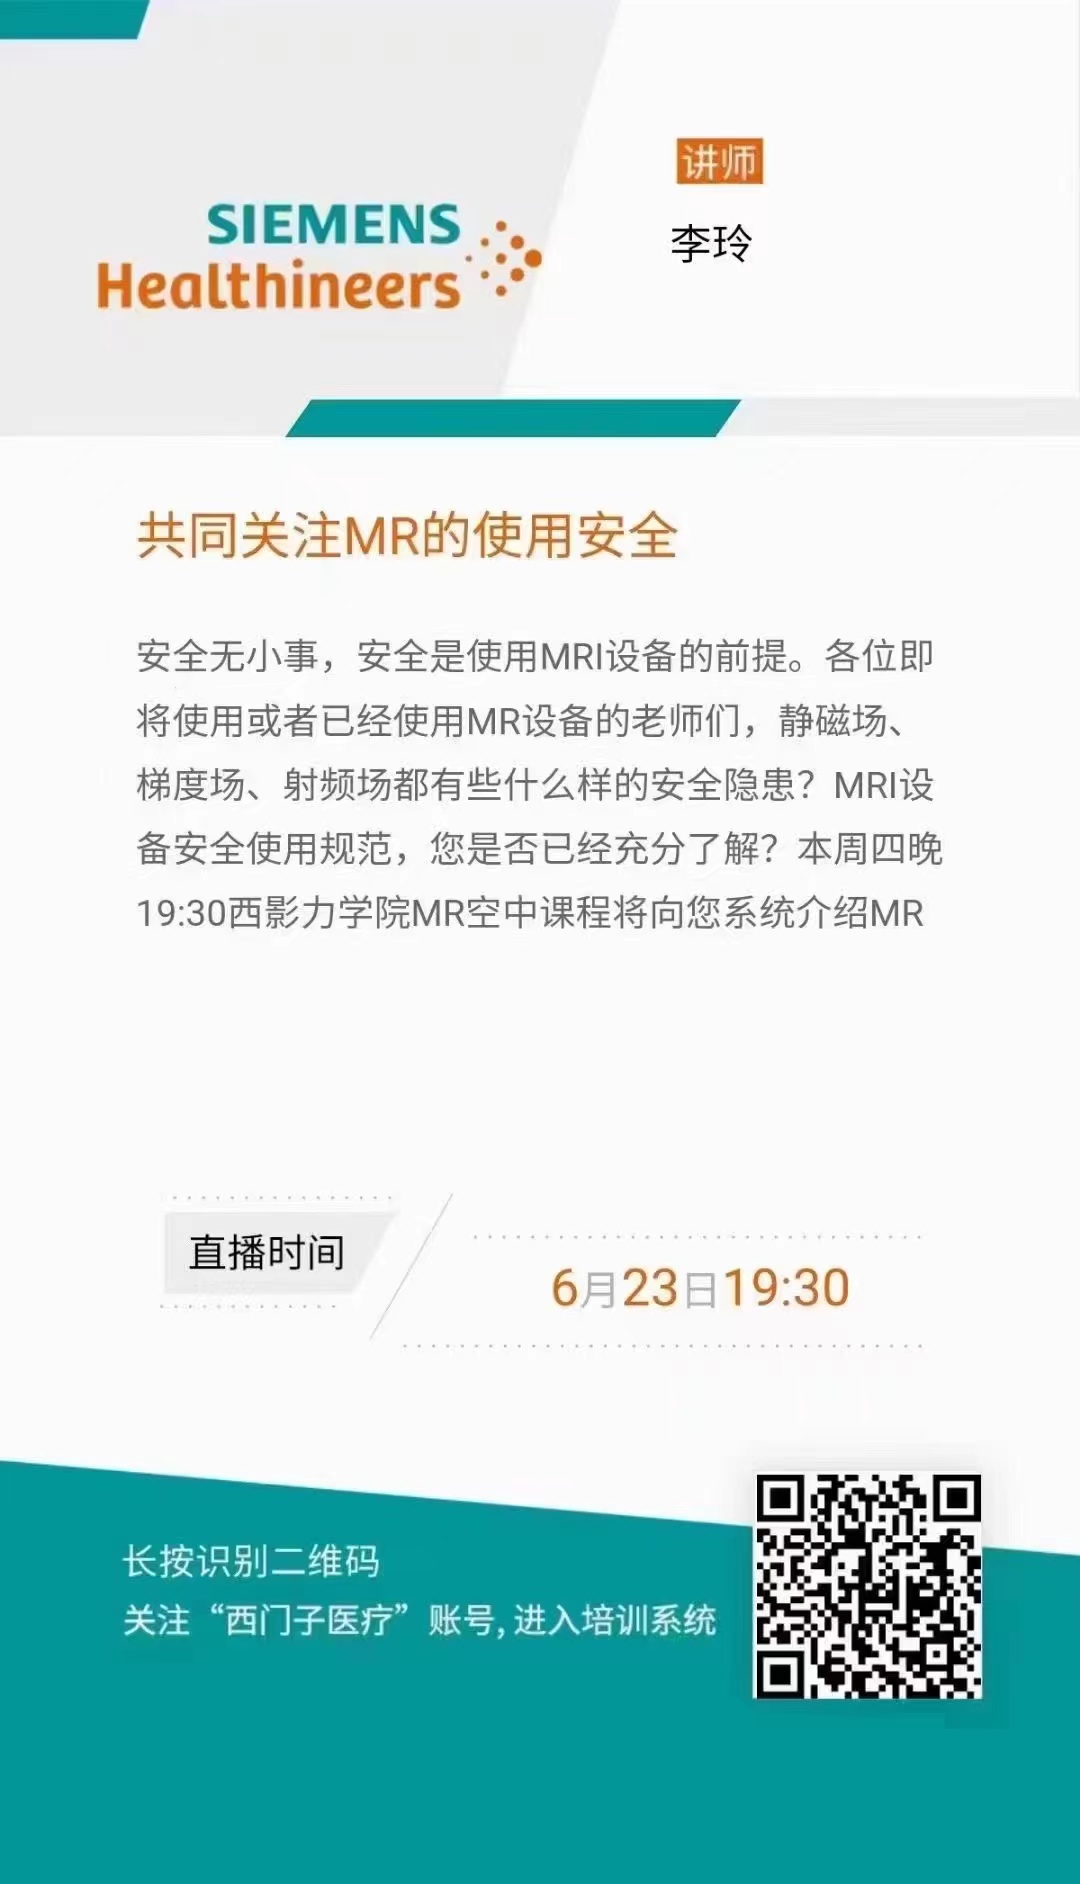 讲师
李玲
SIEMENS
Healthineers
共同关注MR的使用安全
安全无小事，安全是使用MRI设备的前提。各位即
将使用或者已经使用MR设备的老师们，静磁场、
梯度场、射频场都有些什么样的安全隐患？MRI设
备安全使用规范，您是否已经充分了解？本周四晚
19:30西影力学院MR空中课程将向您系统介绍MR
直播时间
6月23日19:30
长按识别二维码
关注“西门子医疗”账号, 进入培训系统